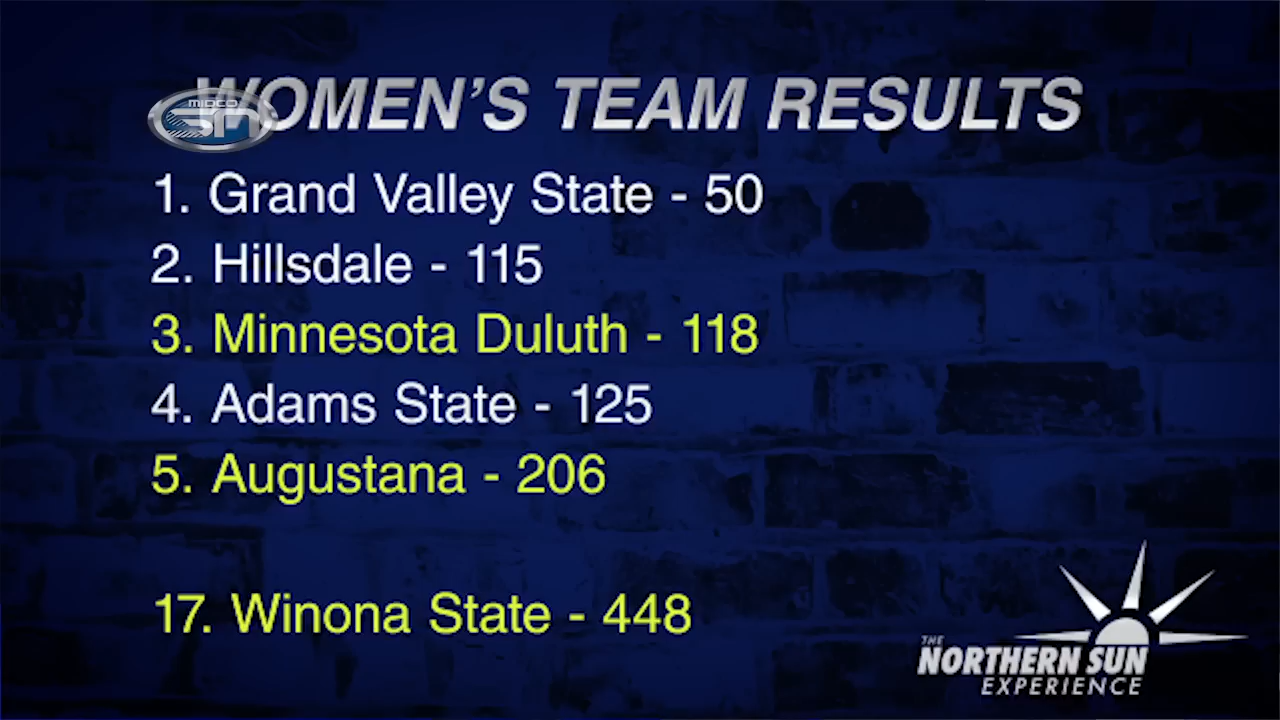 WOMEN'S TEAM RESULTS
MIDCO
SN
1. Grand Valley State - 50
2. Hillsdale - 115
3. Minnesota Duluth - 118
4. Adams State - 125
5. Augustana - 206
17. Winona State - 448
THE
NORTHERN SUN
EXPERIENCE